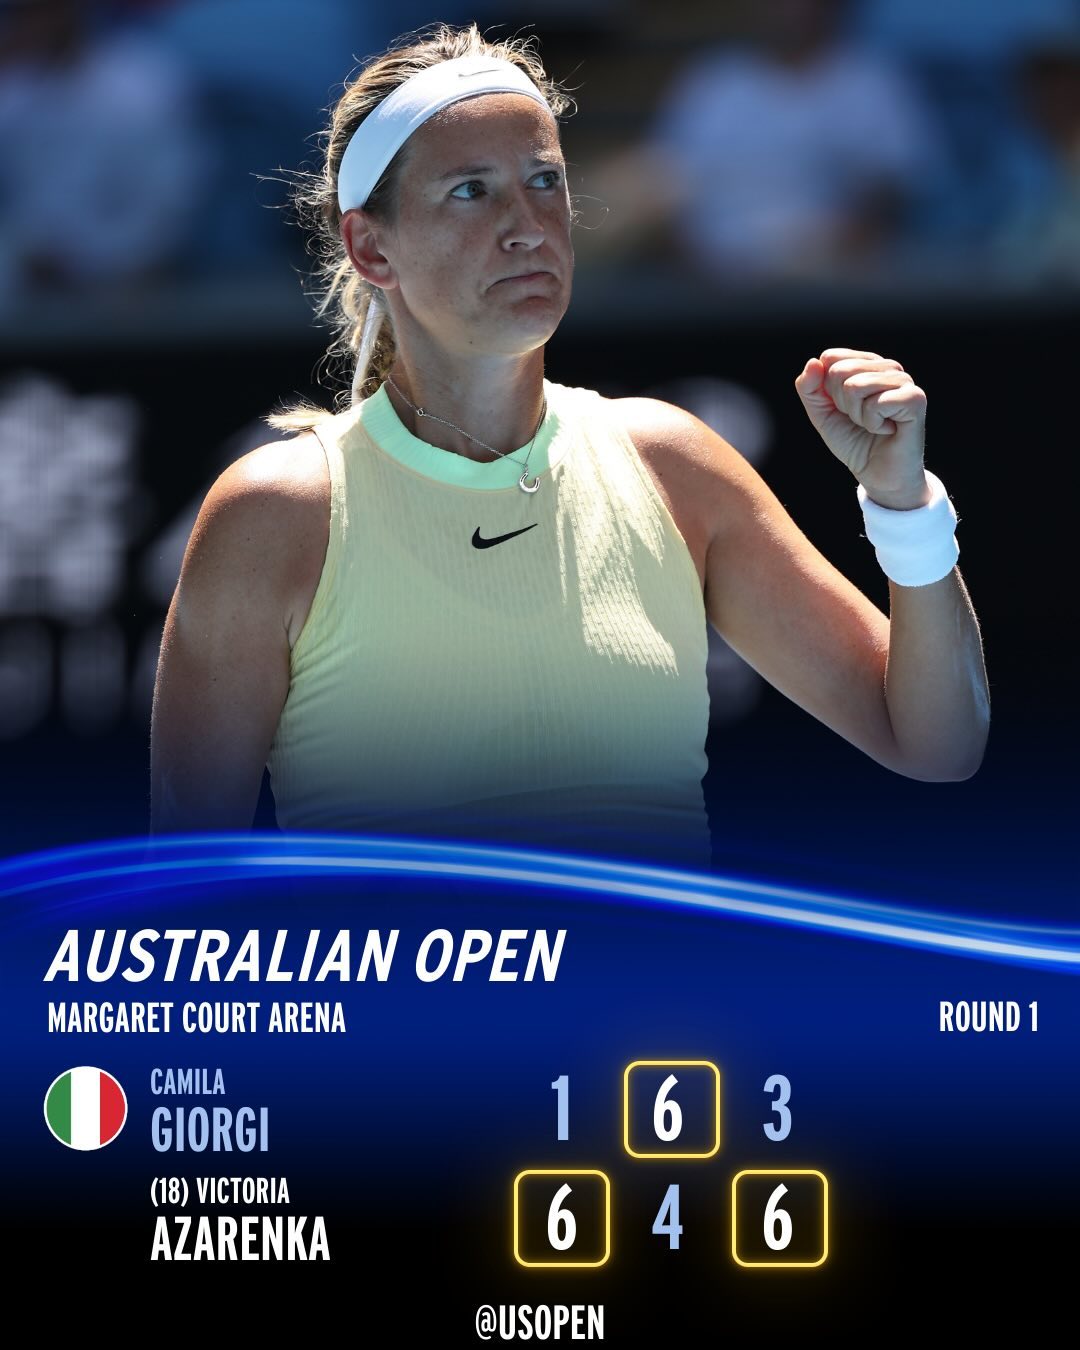 AUSTRALIAN OPEN
MARGARET COURT ARENA
ROUND 1
CAMILA
GIORGI
1 6 3
(18) VICTORIA
AZARENKA
6 4 6
@USOPEN